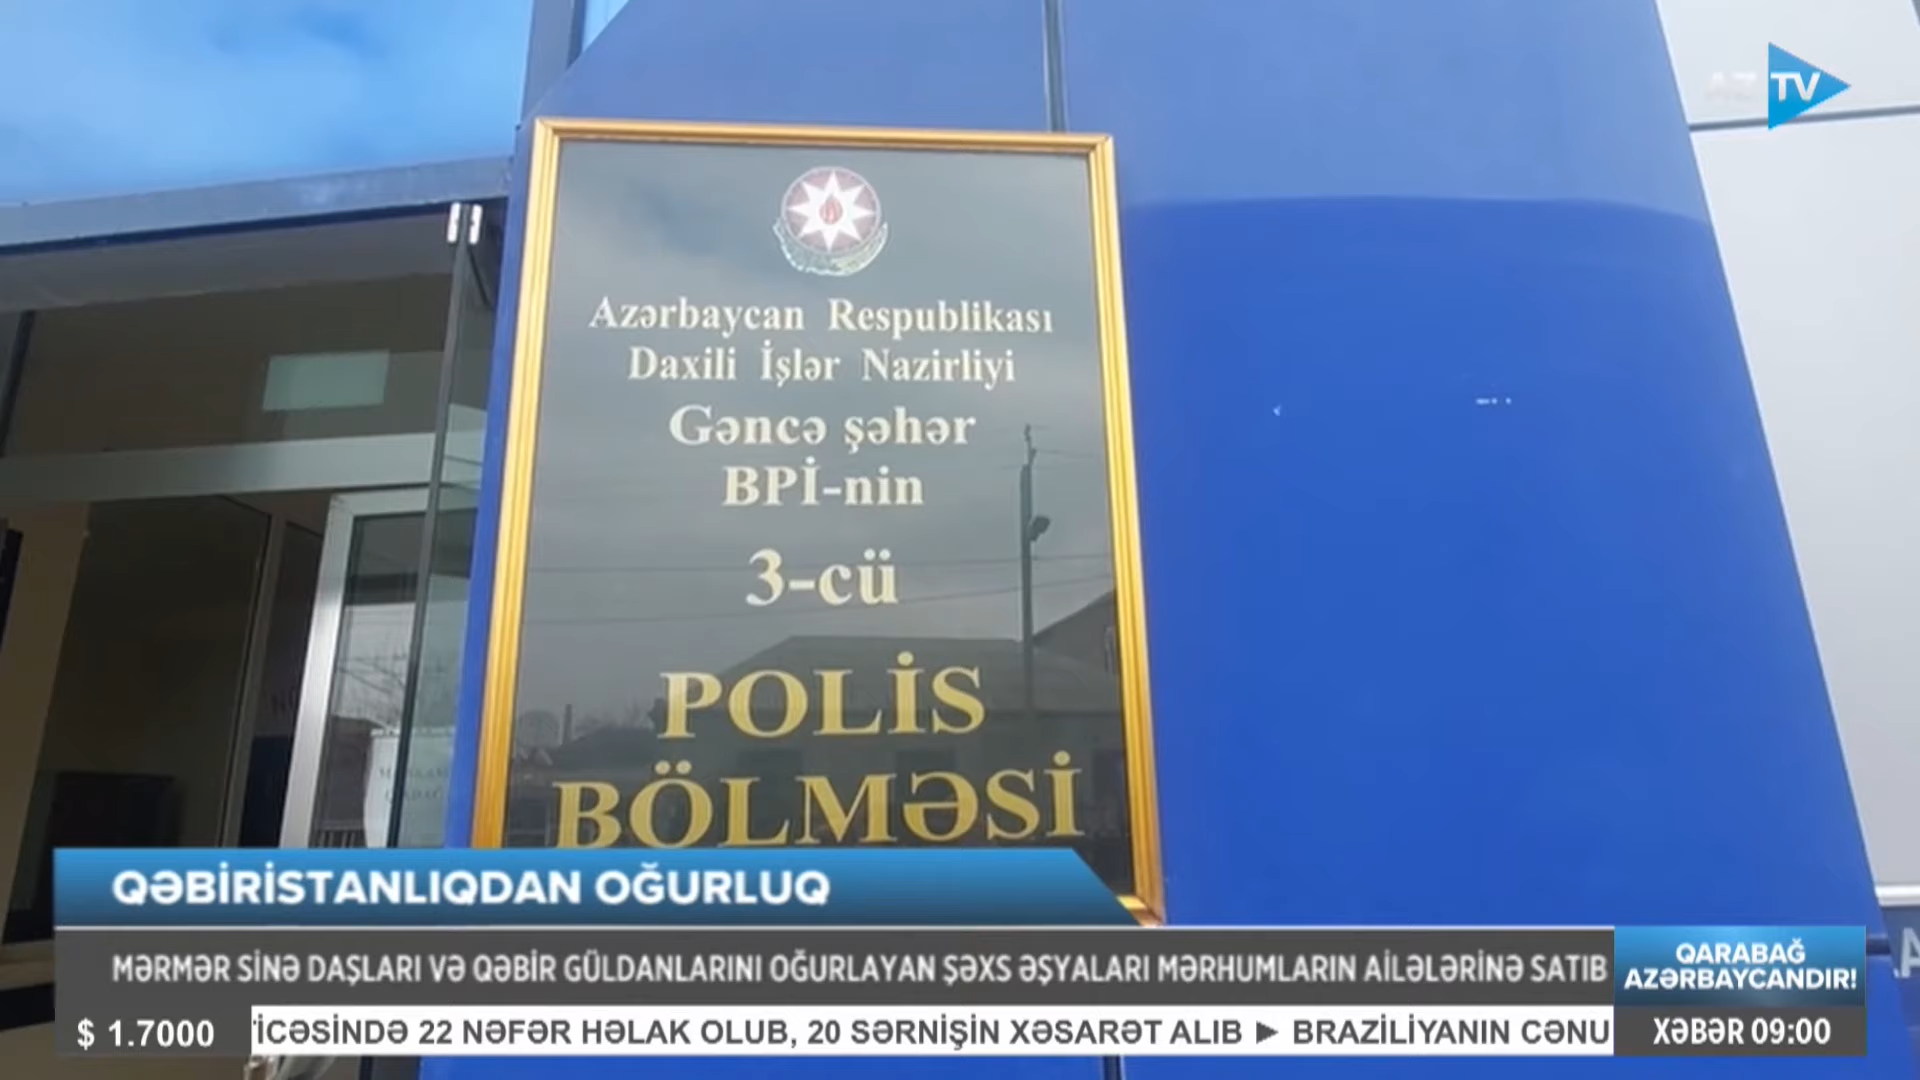 AZTV
Azərbaycan Respublikası
Daxili İşlər Nazirliyi
Gəncə şəhər
BPİ-nin
3-cü
POLİS
BÖLMƏSİ
QƏBİRİSTANLIQDAN OĞURLUQ
MƏRMƏR SİNƏ DAŞLARI VƏ QƏBİR GÜLDANLARINI OĞURLAYAN ŞƏXS ƏŞYALARI MƏRHUMLARIN AİLƏLƏRİNƏ SATIB
QARABAĞ
AZƏRBAYCANDIR!
$ 1.7000
İCƏSİNDƏ 22 NƏFƏR HƏLAK OLUB, 20 SƏRNİŞİN XƏSARƏT ALIB ► BRAZİLİYANIN CƏNU
XƏBƏR 09:00